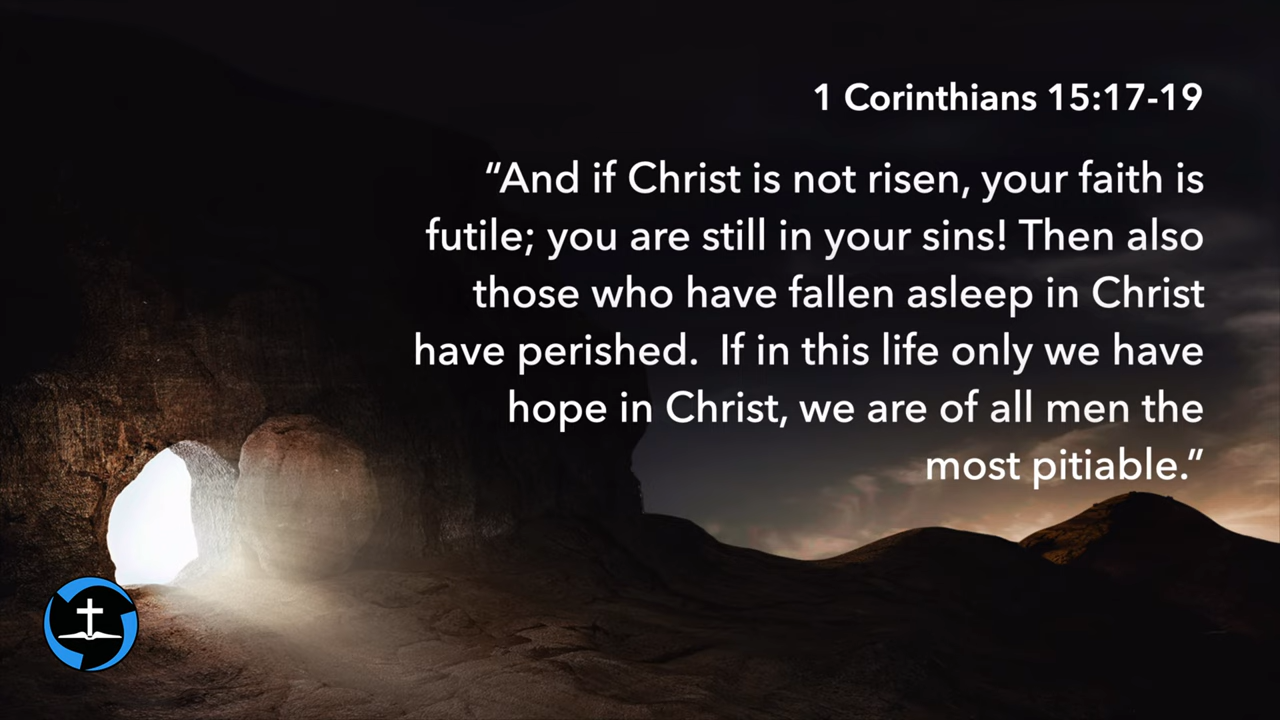 1 Corinthians 15:17-19
“And if Christ is not risen, your faith is
futile; you are still in your sins! Then also
those who have fallen asleep in Christ
have perished.  If in this life only we have
hope in Christ, we are of all men the
most pitiable.”